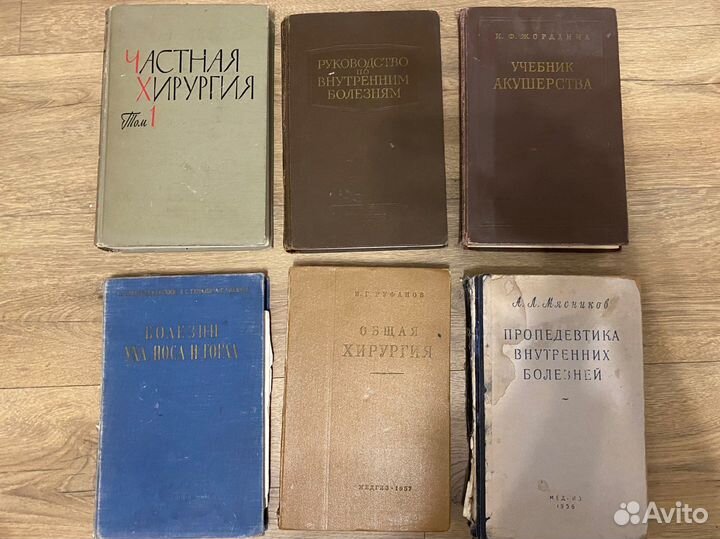 ЧАСТНАЯ
ХИРУРГИЯ
Том 1
РУКОВОДСТВО
ПО
ВНУТРЕННИМ
БОЛЕЗНЯМ
И. Ф. ЖОРДАНИА
УЧЕБНИК
АКУШЕРСТВА
БОЛЕЗНИ
УХА НОСА И ГОРЛА
И. Г. РУФАНОВ
ОБЩАЯ
ХИРУРГИЯ
МЕДГИЗ · 1957
А. Л. МЯСНИКОВ
ПРОПЕДЕВТИКА
ВНУТРЕННИХ
БОЛЕЗНЕЙ
МЕДГИЗ
1956
Avito